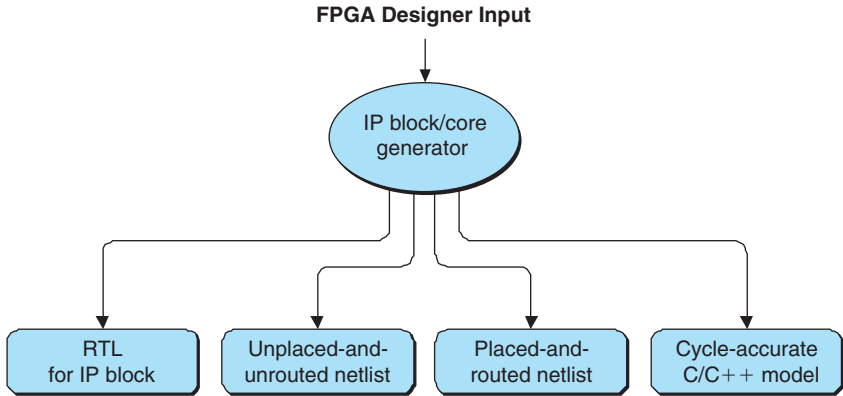 FPGA Designer Input
IP block/core
generator
RTL
for IP block
Unplaced-and-
unrouted netlist
Placed-and-
routed netlist
Cycle-accurate
C/C++ model